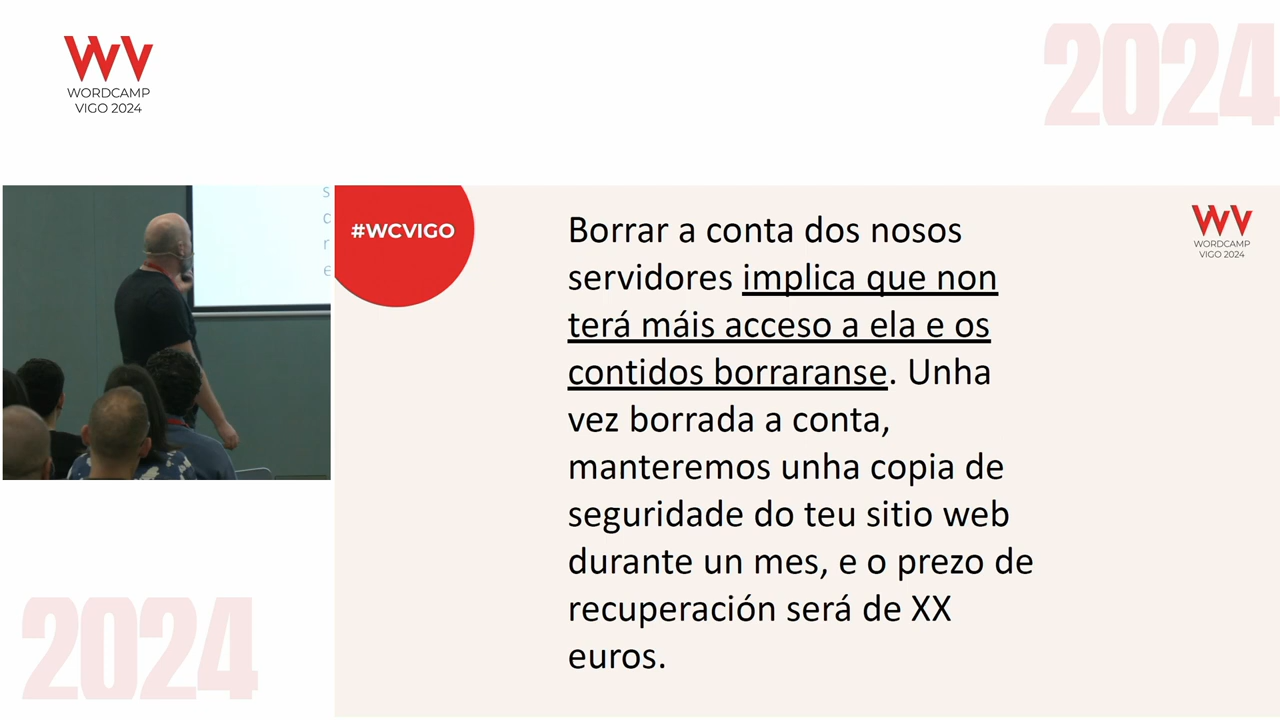 WORDCAMP
VIGO 2024
2024
s
c
r
e
#WCVIGO
WORDCAMP
VIGO 2024
Borrar a conta dos nosos
servidores implica que non
terá máis acceso a ela e os
contidos borraranse. Unha
vez borrada a conta,
manteremos unha copia de
seguridade do teu sitio web
durante un mes, e o prezo de
recuperación será de XX
euros.
2024